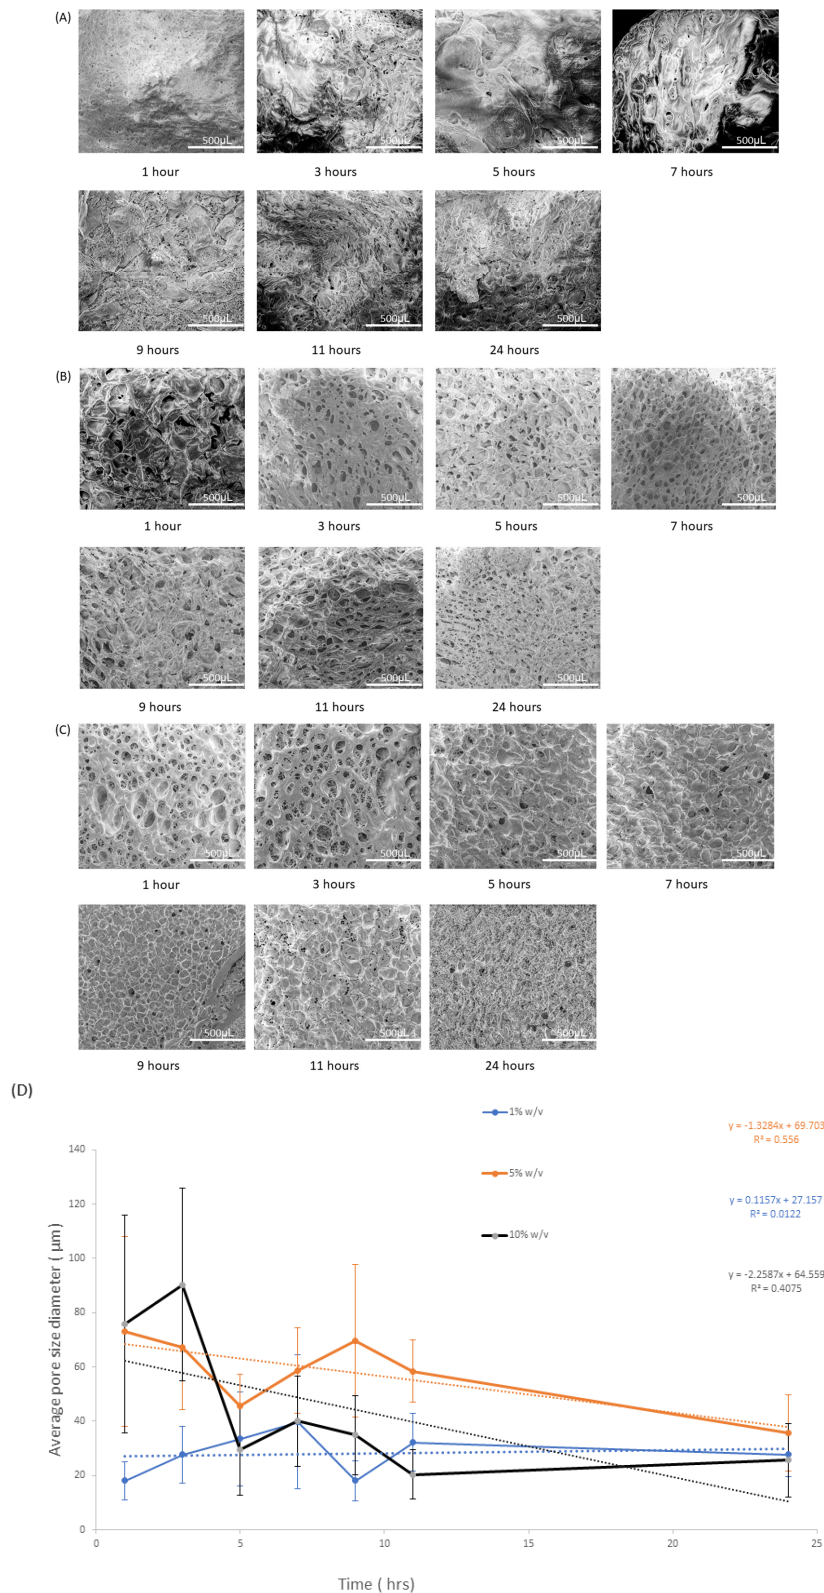 (A)
500µL 500µL 500µL 500µL
1 hour 3 hours 5 hours 7 hours
500µL 500µL 500µL
9 hours 11 hours 24 hours
(B)
500µL 500µL 500µL 500µL
1 hour 3 hours 5 hours 7 hours
500µL 500µL 500µL
9 hours 11 hours 24 hours
(C)
500µL 500µL 500µL 500µL
1 hour 3 hours 5 hours 7 hours
500µL 500µL 500µL
9 hours 11 hours 24 hours
(D)
1% w/v
5% w/v
10% w/v
y = -1.3284x + 69.703
R² = 0.556
y = 0.1157x + 27.157
R² = 0.0122
y = -2.2587x + 64.559
R² = 0.4075
Average pore size diameter ( µm)
140
120
100
80
60
40
20
0
0 5 10 15 20 25
Time ( hrs)